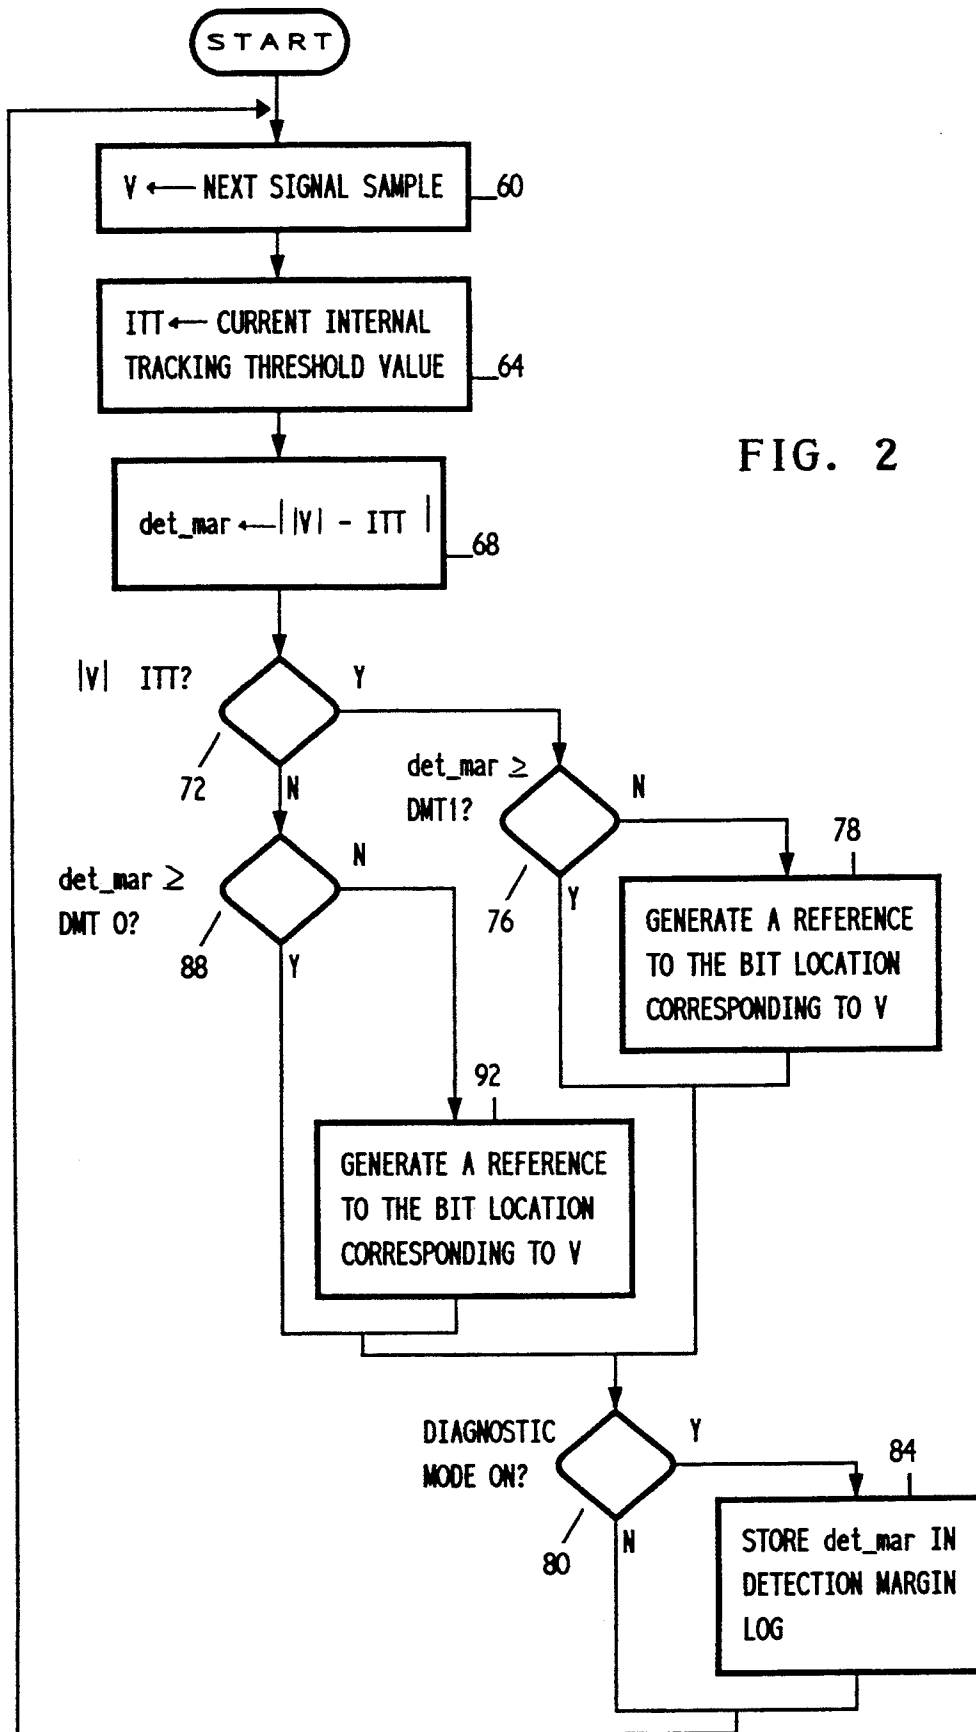 START
V ← NEXT SIGNAL SAMPLE
60
ITT ← CURRENT INTERNAL
TRACKING THRESHOLD VALUE
64
FIG. 2
det_mar ← ||V| - ITT |
68
|V| ITT?
Y
72
N
det_mar ≥
DMT1?
N
76
Y
78
GENERATE A REFERENCE
TO THE BIT LOCATION
CORRESPONDING TO V
det_mar ≥
DMT 0?
N
88
Y
92
GENERATE A REFERENCE
TO THE BIT LOCATION
CORRESPONDING TO V
DIAGNOSTIC
MODE ON?
Y
80
N
84
STORE det_mar IN
DETECTION MARGIN
LOG